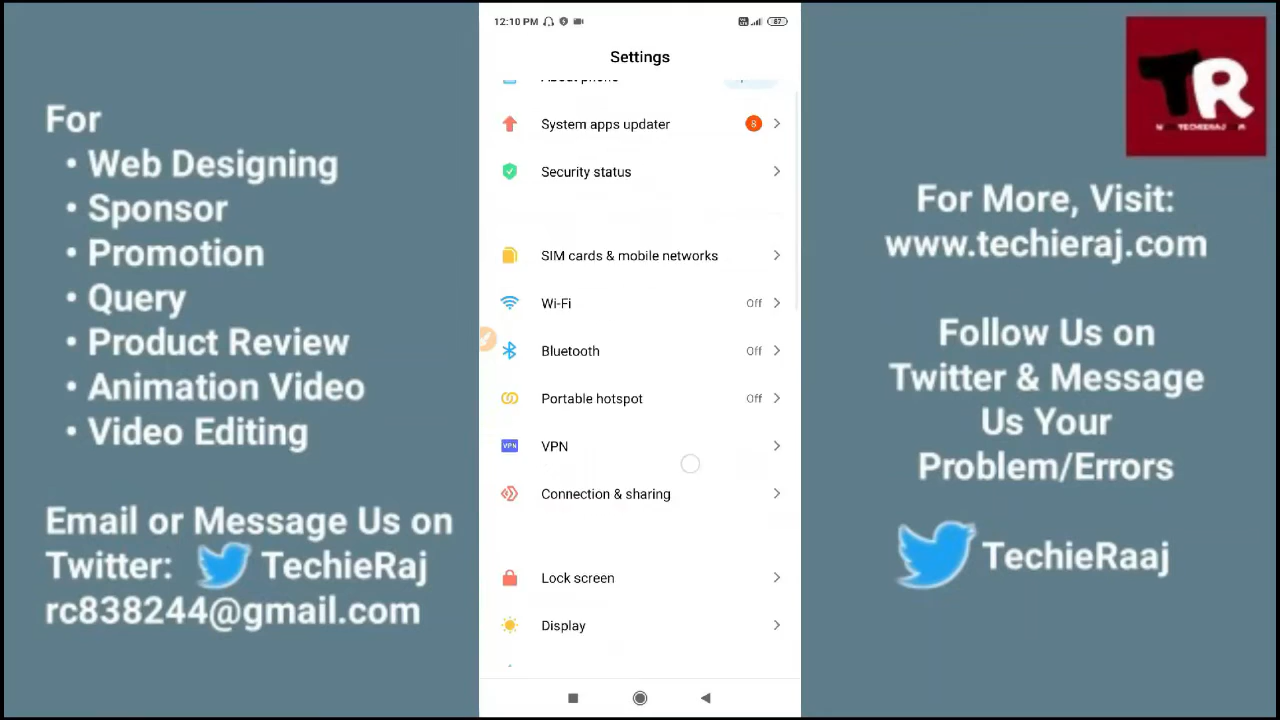 For
• Web Designing
• Sponsor
• Promotion
• Query
• Product Review
• Animation Video
• Video Editing
Email or Message Us on
Twitter: TechieRaj
rc838244@gmail.com
12:10 PM
87
Settings
About phone
System apps updater 8
Security status
SIM cards & mobile networks
Wi-Fi Off
Bluetooth Off
Portable hotspot Off
VPN VPN
Connection & sharing
Lock screen
Display
TR
For More, Visit:
www.techieraj.com
Follow Us on
Twitter & Message
Us Your
Problem/Errors
TechieRaaj